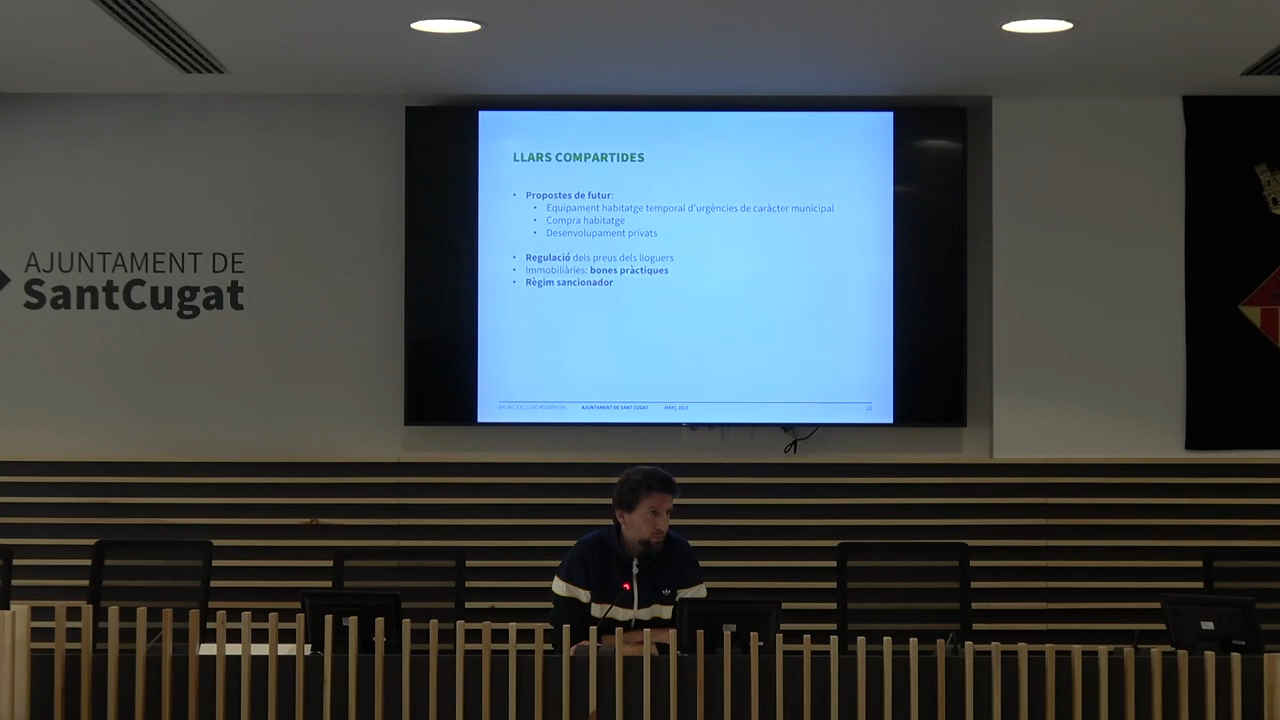 LLARS COMPARTIDES
• Propostes de futur:
• Equipament habitatge temporal d'urgències de caràcter municipal
• Compra habitatge
• Desenvolupament privats
• Regulació dels preus dels lloguers
• Immobiliàries: bones pràctiques
• Règim sancionador
AJUNTAMENT DE SANT CUGAT
AJUNTAMENT DE
SantCugat